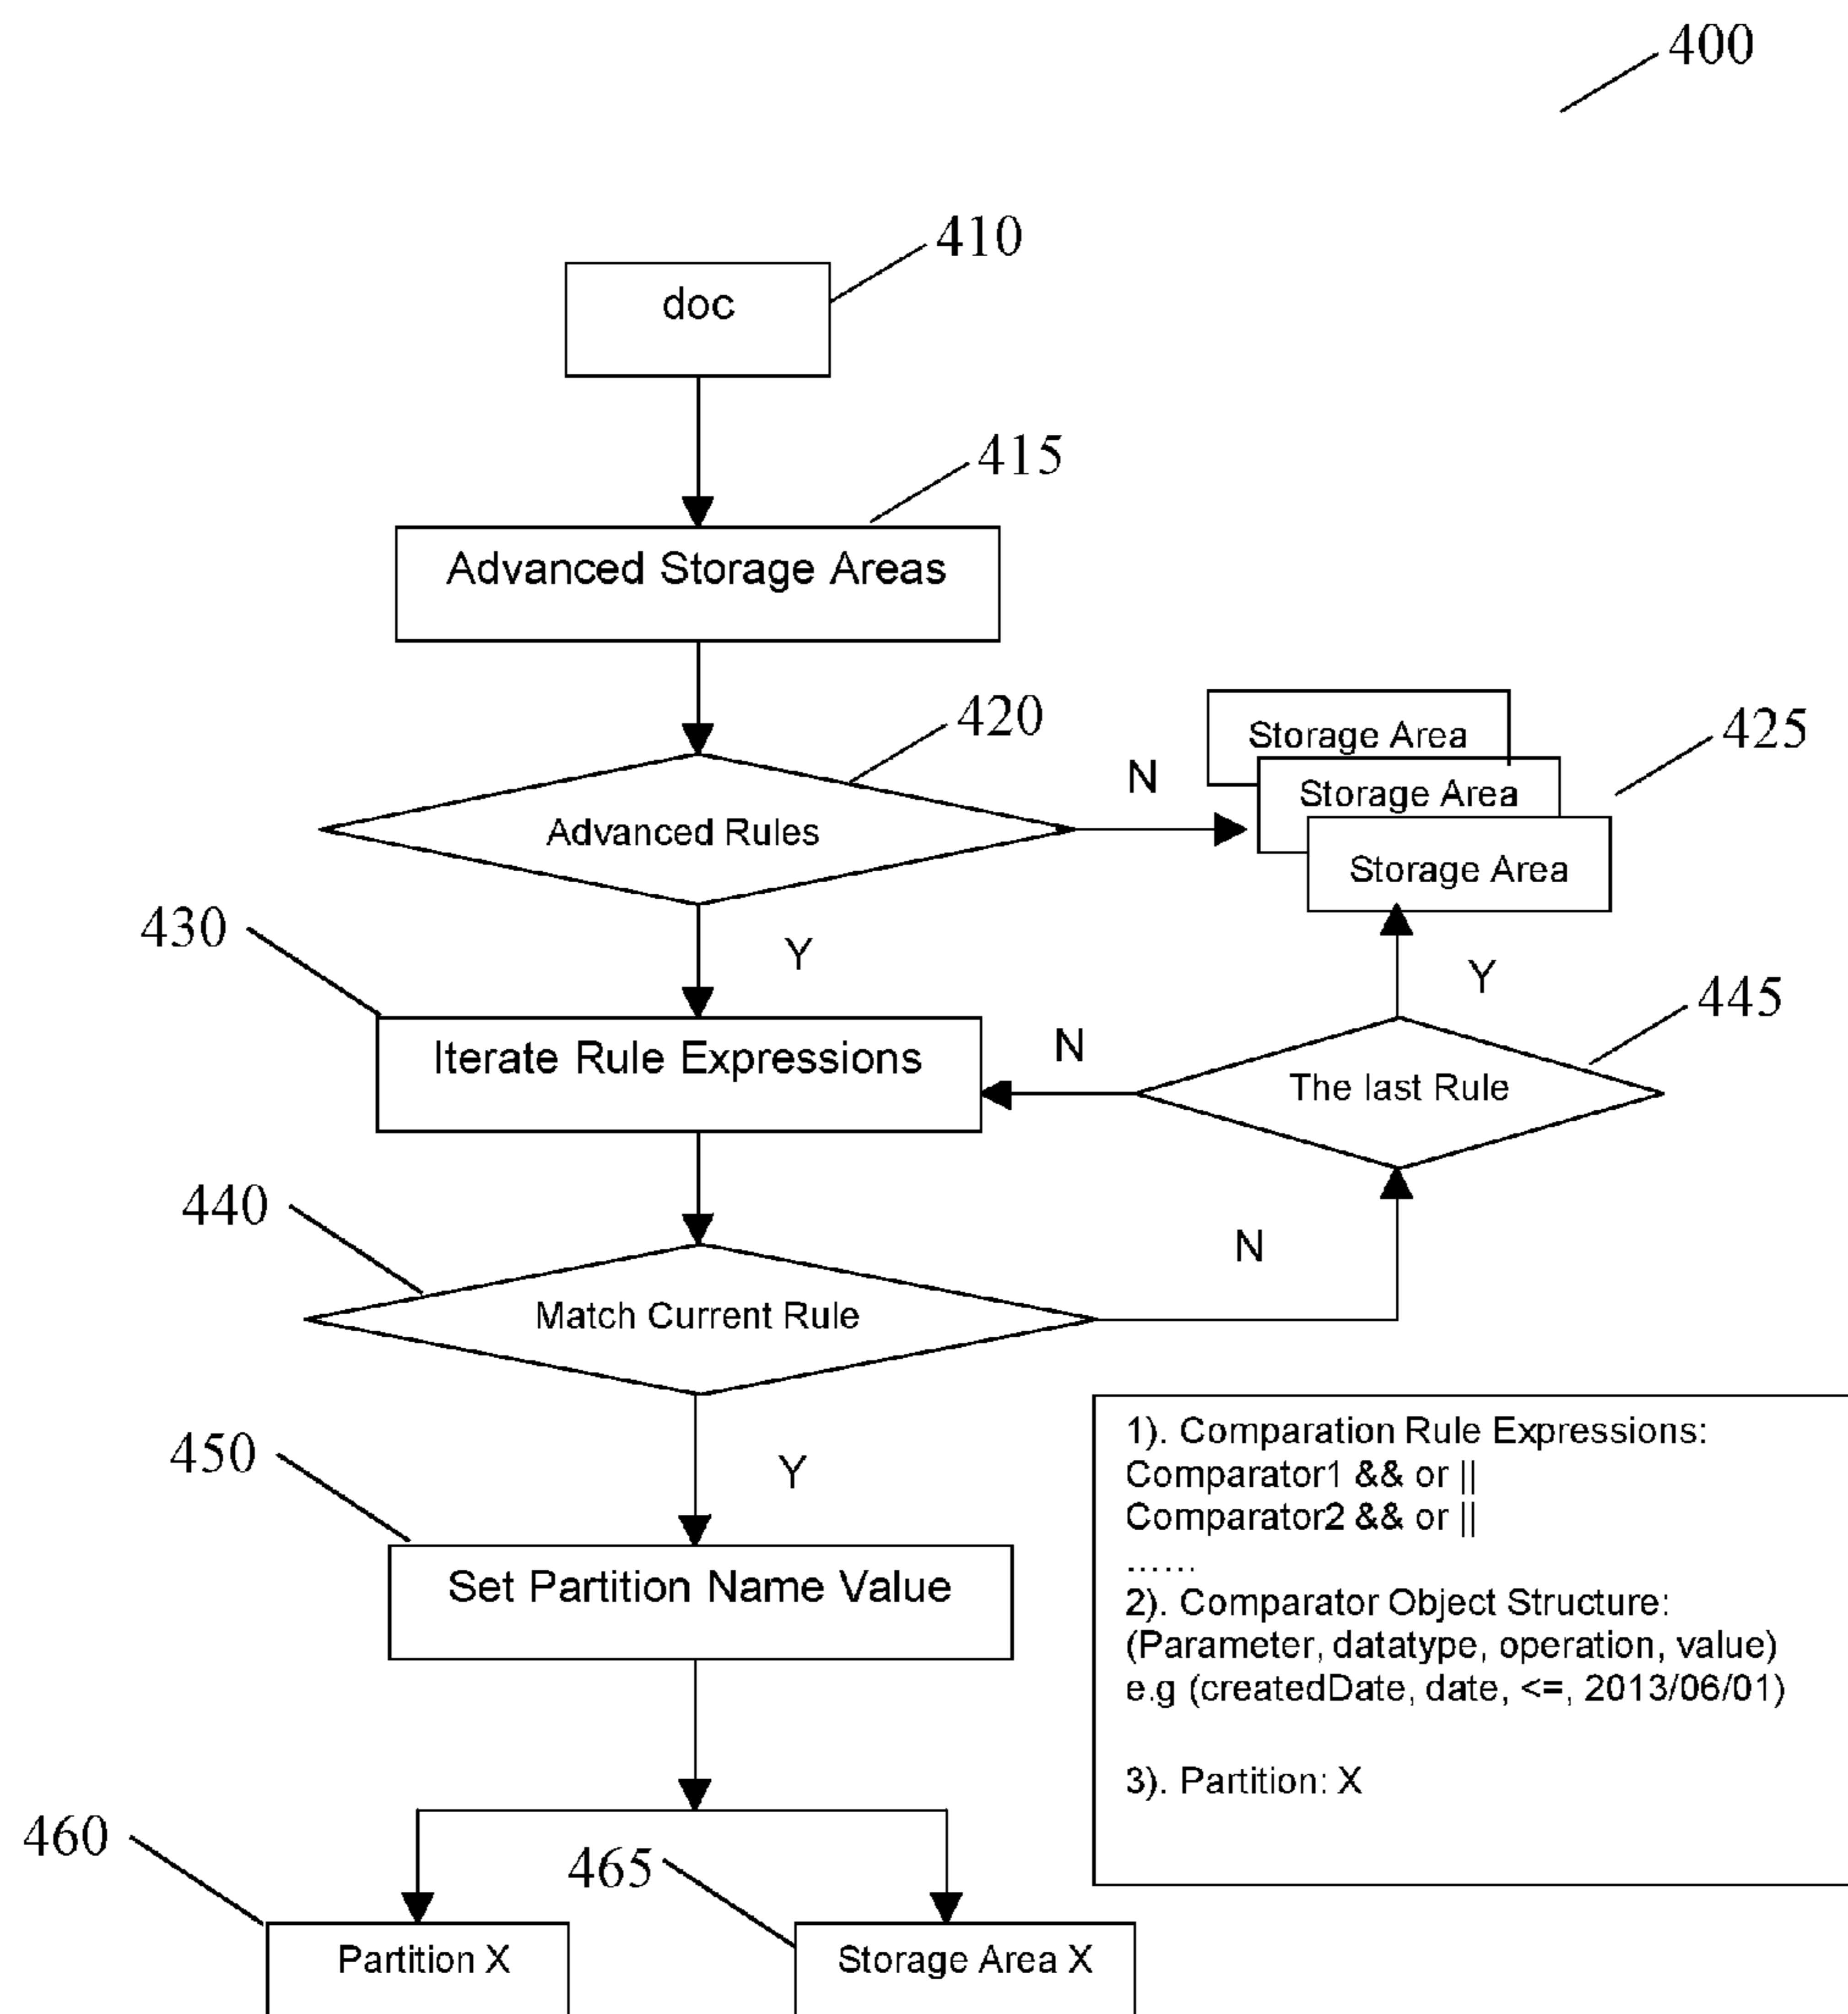 400
410
doc
415
Advanced Storage Areas
420
Storage Area
425
N
Storage Area
Advanced Rules
Storage Area
430
Y
Y
445
N
Iterate Rule Expressions
The last Rule
440
N
Match Current Rule
1). Comparation Rule Expressions:
Comparator1 && or ||
Comparator2 && or ||
......
2). Comparator Object Structure:
(Parameter, datatype, operation, value)
e.g (createdDate, date, <=, 2013/06/01)
3). Partition: X
450
Y
Set Partition Name Value
460
465
Partition X
Storage Area X